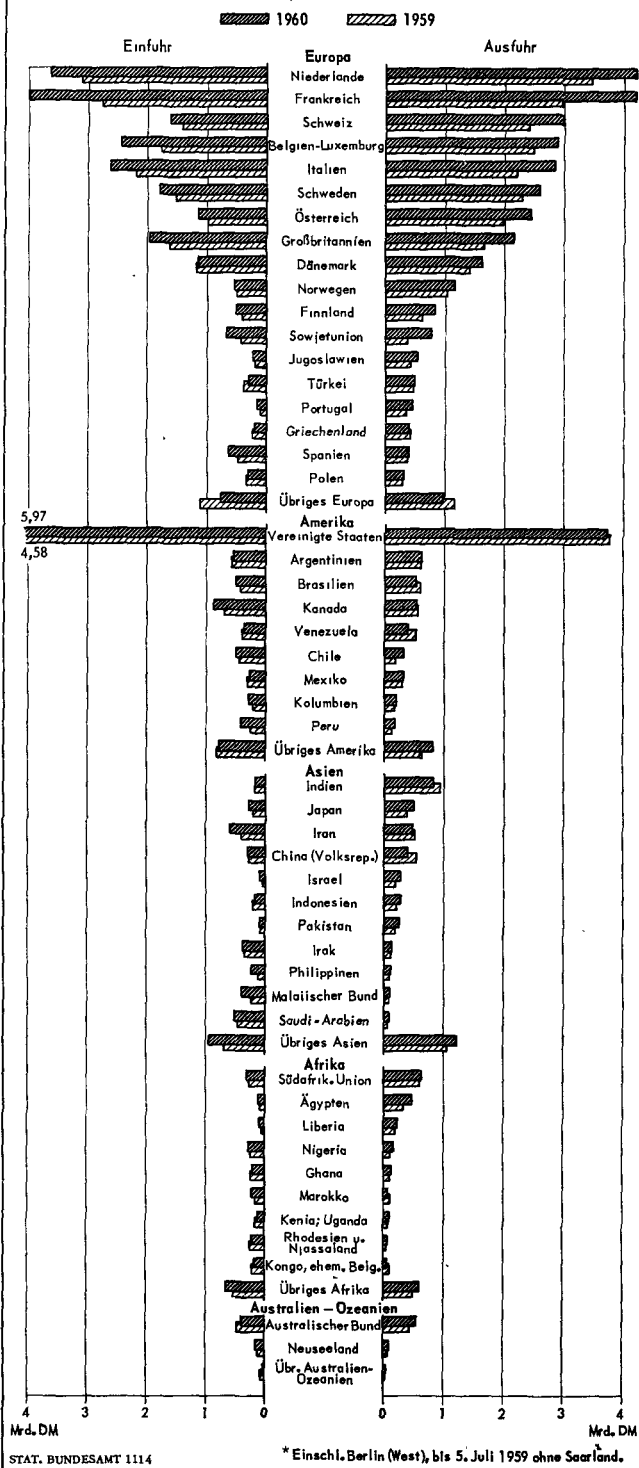 1960 1959
Einfuhr Ausfuhr
Europa
Niederlande
Frankreich
Schweiz
Belgien-Luxemburg
Italien
Schweden
Österreich
Großbritannien
Dänemark
Norwegen
Finnland
Sowjetunion
Jugoslawien
Türkei
Portugal
Griechenland
Spanien
Polen
Übriges Europa
5,97 Amerika
Vereinigte Staaten
4,58
Argentinien
Brasilien
Kanada
Venezuela
Chile
Mexiko
Kolumbien
Peru
Übriges Amerika
Asien
Indien
Japan
Iran
China (Volksrep.)
Israel
Indonesien
Pakistan
Irak
Philippinen
Malaiischer Bund
Saudi-Arabien
Übriges Asien
Afrika
Südafrik. Union
Ägypten
Liberia
Nigeria
Ghana
Marokko
Kenia; Uganda
Rhodesien u.
Njassaland
Kongo, ehem. Belg.
Übriges Afrika
Australien – Ozeanien
Australischer Bund
Neuseeland
Übr. Australien-
Ozeanien
4 3 2 1 0 0 1 2 3 4
Mrd. DM Mrd. DM
STAT. BUNDESAMT 1114 * Einschl. Berlin (West), bis 5. Juli 1959 ohne Saarland.